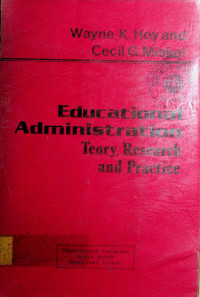 Wayne K. Hoy and
Cecil G. Miskel
Educational
Administration
Teory, Research
and Practice